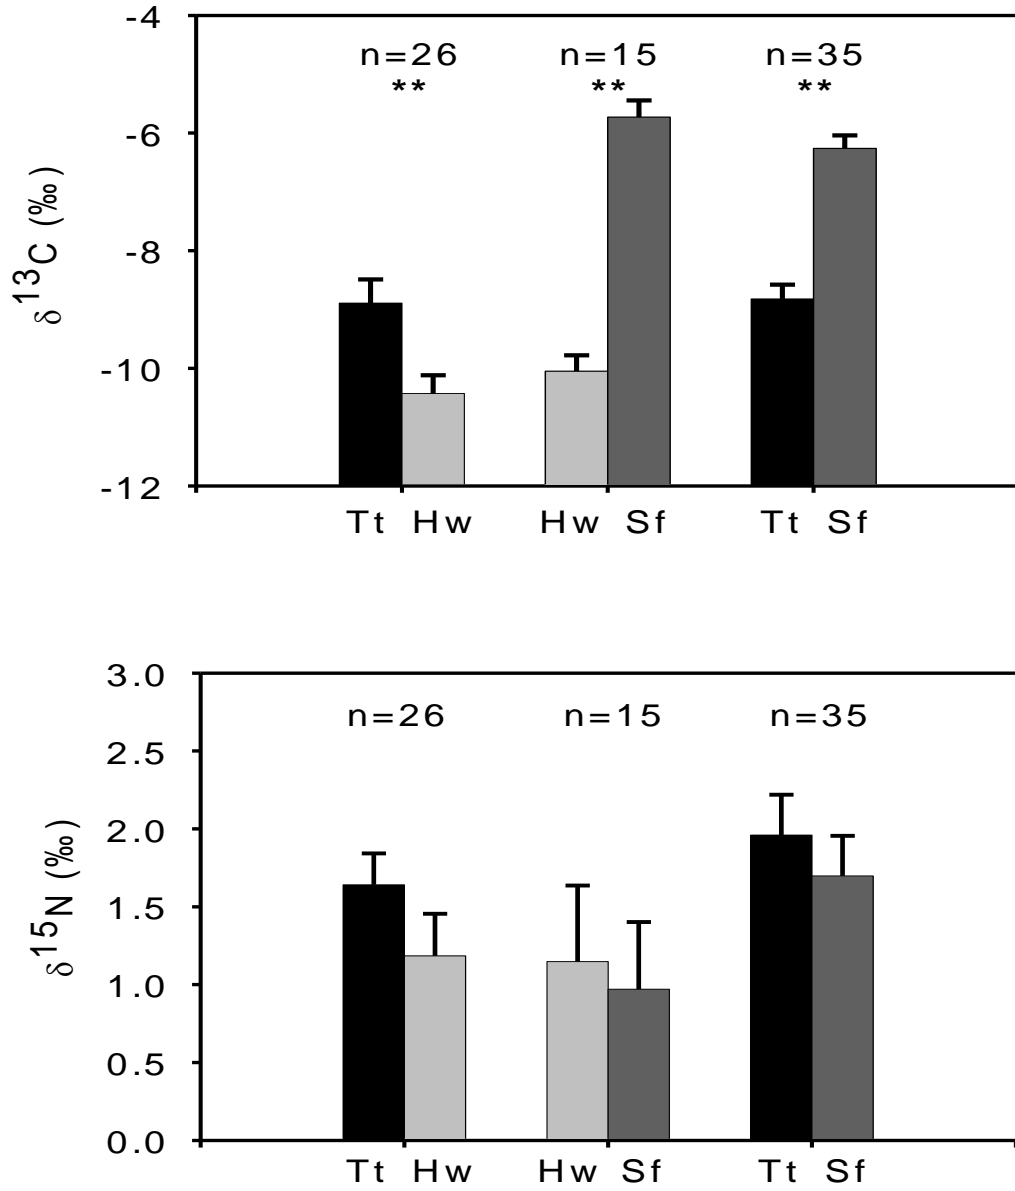 -4
n=26 n=15 n=35
** ** **
-6
-8
δ13C (‰)
-10
-12
Tt Hw Hw Sf Tt Sf
3.0
n=26 n=15 n=35
2.5
2.0
δ15N (‰)
1.5
1.0
0.5
0.0
Tt Hw Hw Sf Tt Sf